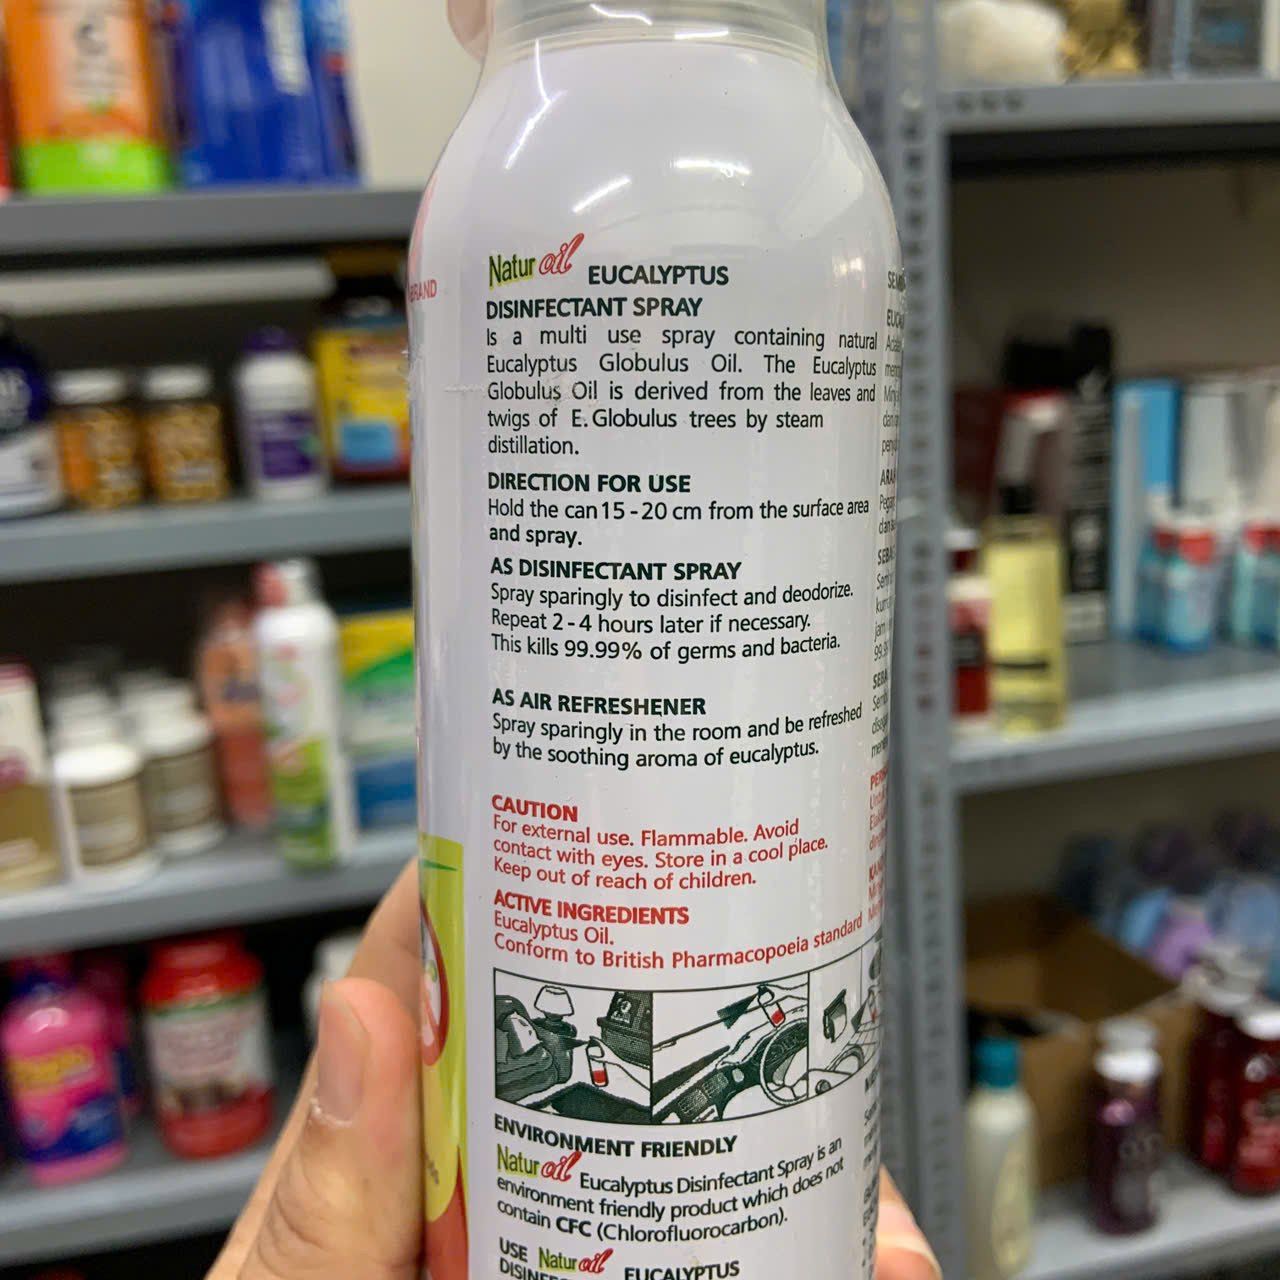 BRAND
Naturoil EUCALYPTUS
DISINFECTANT SPRAY
Is a multi use spray containing natural
Eucalyptus Globulus Oil. The Eucalyptus
Globulus Oil is derived from the leaves and
twigs of E. Globulus trees by steam
distillation.
DIRECTION FOR USE
Hold the can 15 - 20 cm from the surface area
and spray.
AS DISINFECTANT SPRAY
Spray sparingly to disinfect and deodorize.
Repeat 2 - 4 hours later if necessary.
This kills 99.99% of germs and bacteria.
AS AIR REFRESHENER
Spray sparingly in the room and be refreshed
by the soothing aroma of eucalyptus.
CAUTION
For external use. Flammable. Avoid
contact with eyes. Store in a cool place.
Keep out of reach of children.
ACTIVE INGREDIENTS
Eucalyptus Oil.
Conform to British Pharmacopoeia standard
ENVIRONMENT FRIENDLY
Naturoil Eucalyptus Disinfectant Spray is an
environment friendly product which does not
contain CFC (Chlorofluorocarbon).
USE Naturoil EUCALYPTUS